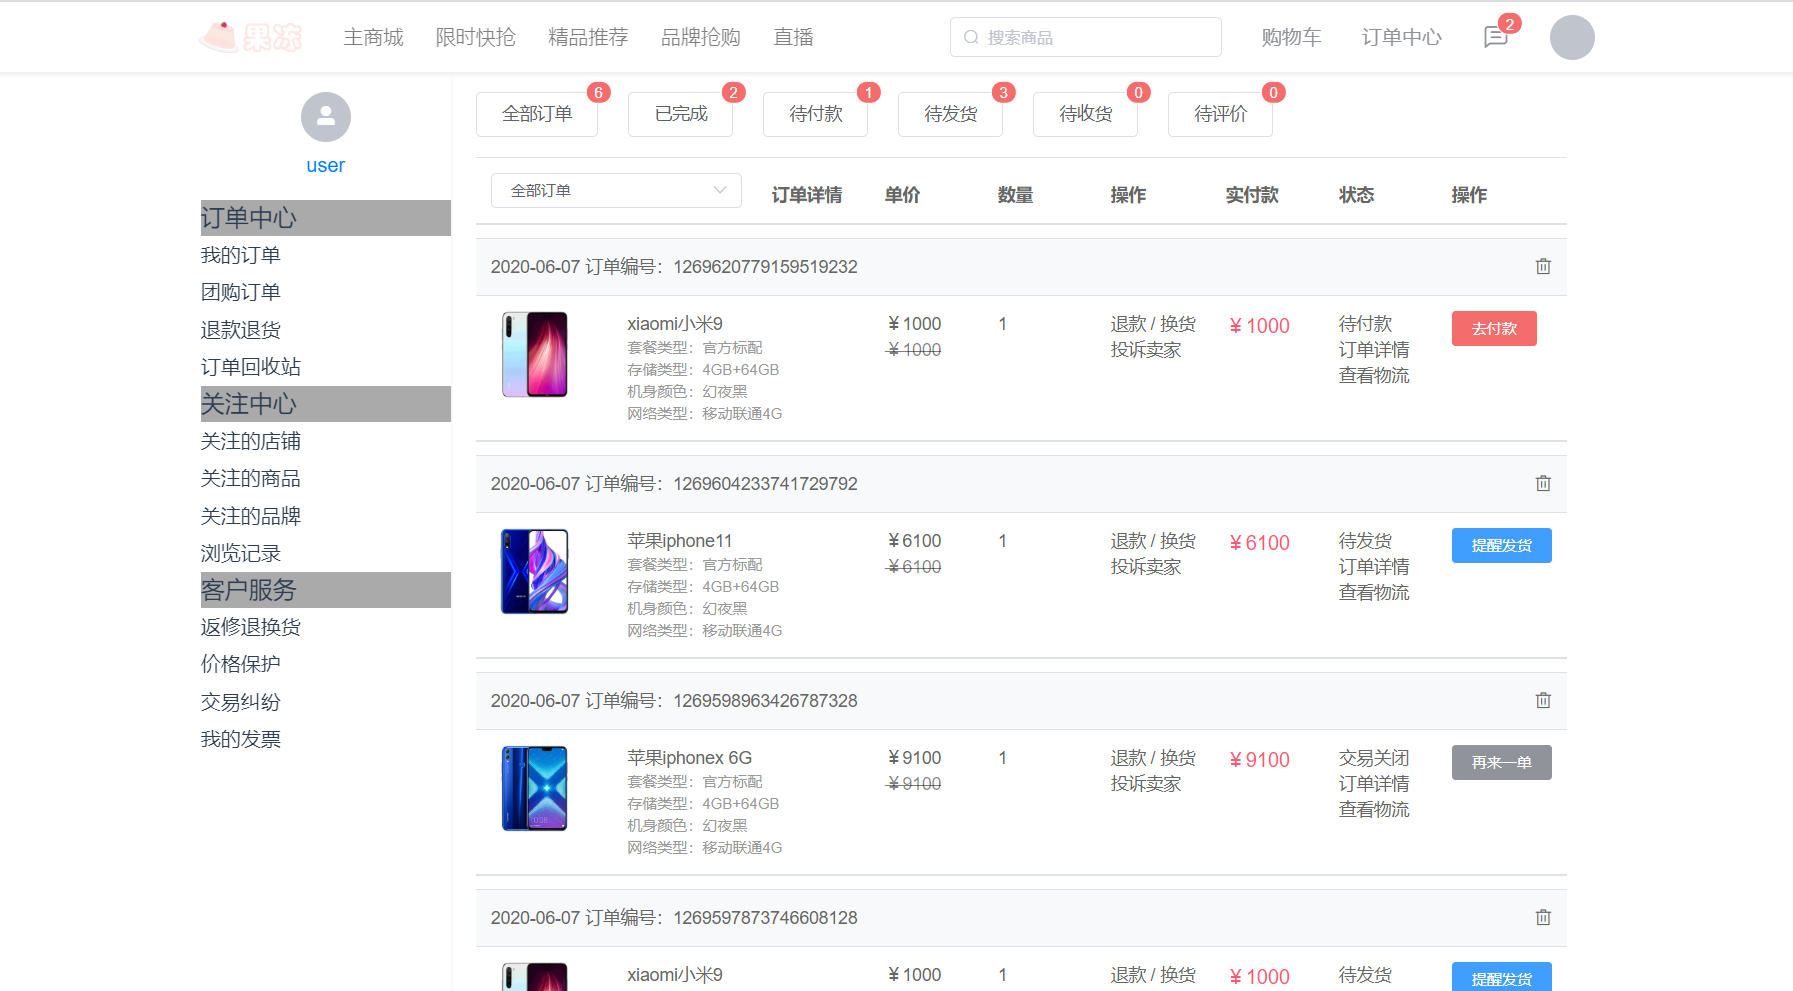 果冻 主商城 限时快抢 精品推荐 品牌抢购 直播 搜索商品 购物车 订单中心 2
user
订单中心
我的订单
团购订单
退款退货
订单回收站
关注中心
关注的店铺
关注的商品
关注的品牌
浏览记录
客户服务
返修退换货
价格保护
交易纠纷
我的发票
全部订单 6 已完成 2 待付款 1 待发货 3 待收货 0 待评价 0
全部订单 订单详情 单价 数量 操作 实付款 状态 操作
2020-06-07 订单编号：1269620779159519232
xiaomi小米9 ¥1000 1 退款 / 换货 ¥1000 待付款 去付款
套餐类型：官方标配 ¥1000 投诉卖家 订单详情
存储类型：4GB+64GB 查看物流
机身颜色：幻夜黑
网络类型：移动联通4G
2020-06-07 订单编号：1269604233741729792
苹果iphone11 ¥6100 1 退款 / 换货 ¥6100 待发货 提醒发货
套餐类型：官方标配 ¥6100 投诉卖家 订单详情
存储类型：4GB+64GB 查看物流
机身颜色：幻夜黑
网络类型：移动联通4G
2020-06-07 订单编号：1269598963426787328
苹果iphonex 6G ¥9100 1 退款 / 换货 ¥9100 交易关闭 再来一单
套餐类型：官方标配 ¥9100 投诉卖家 订单详情
存储类型：4GB+64GB 查看物流
机身颜色：幻夜黑
网络类型：移动联通4G
2020-06-07 订单编号：1269597873746608128
xiaomi小米9 ¥1000 1 退款 / 换货 ¥1000 待发货 提醒发货